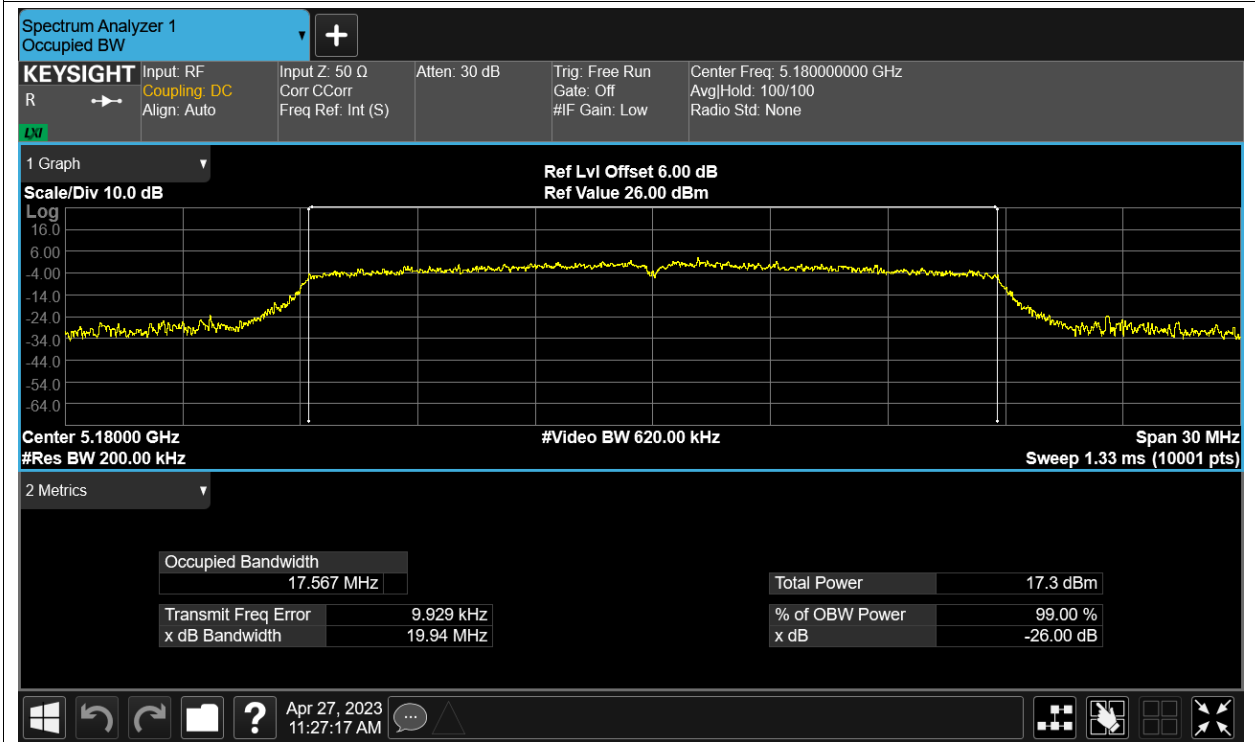 Spectrum Analyzer 1
Occupied BW
KEYSIGHT
R
LXI
Input: RF
Coupling: DC
Align: Auto
Input Z: 50 Ω
Corr CCorr
Freq Ref: Int (S)
Atten: 30 dB
Trig: Free Run
Gate: Off
#IF Gain: Low
Center Freq: 5.180000000 GHz
Avg|Hold: 100/100
Radio Std: None
1 Graph
Scale/Div 10.0 dB
Ref Lvl Offset 6.00 dB
Ref Value 26.00 dBm
Log
16.0
6.00
-4.00
-14.0
-24.0
-34.0
-44.0
-54.0
-64.0
Center 5.18000 GHz
#Res BW 200.00 kHz
#Video BW 620.00 kHz
Span 30 MHz
Sweep 1.33 ms (10001 pts)
2 Metrics
Occupied Bandwidth
17.567 MHz
Transmit Freq Error 9.929 kHz
x dB Bandwidth 19.94 MHz
Total Power 17.3 dBm
% of OBW Power 99.00 %
x dB -26.00 dB
?
Apr 27, 2023
11:27:17 AM